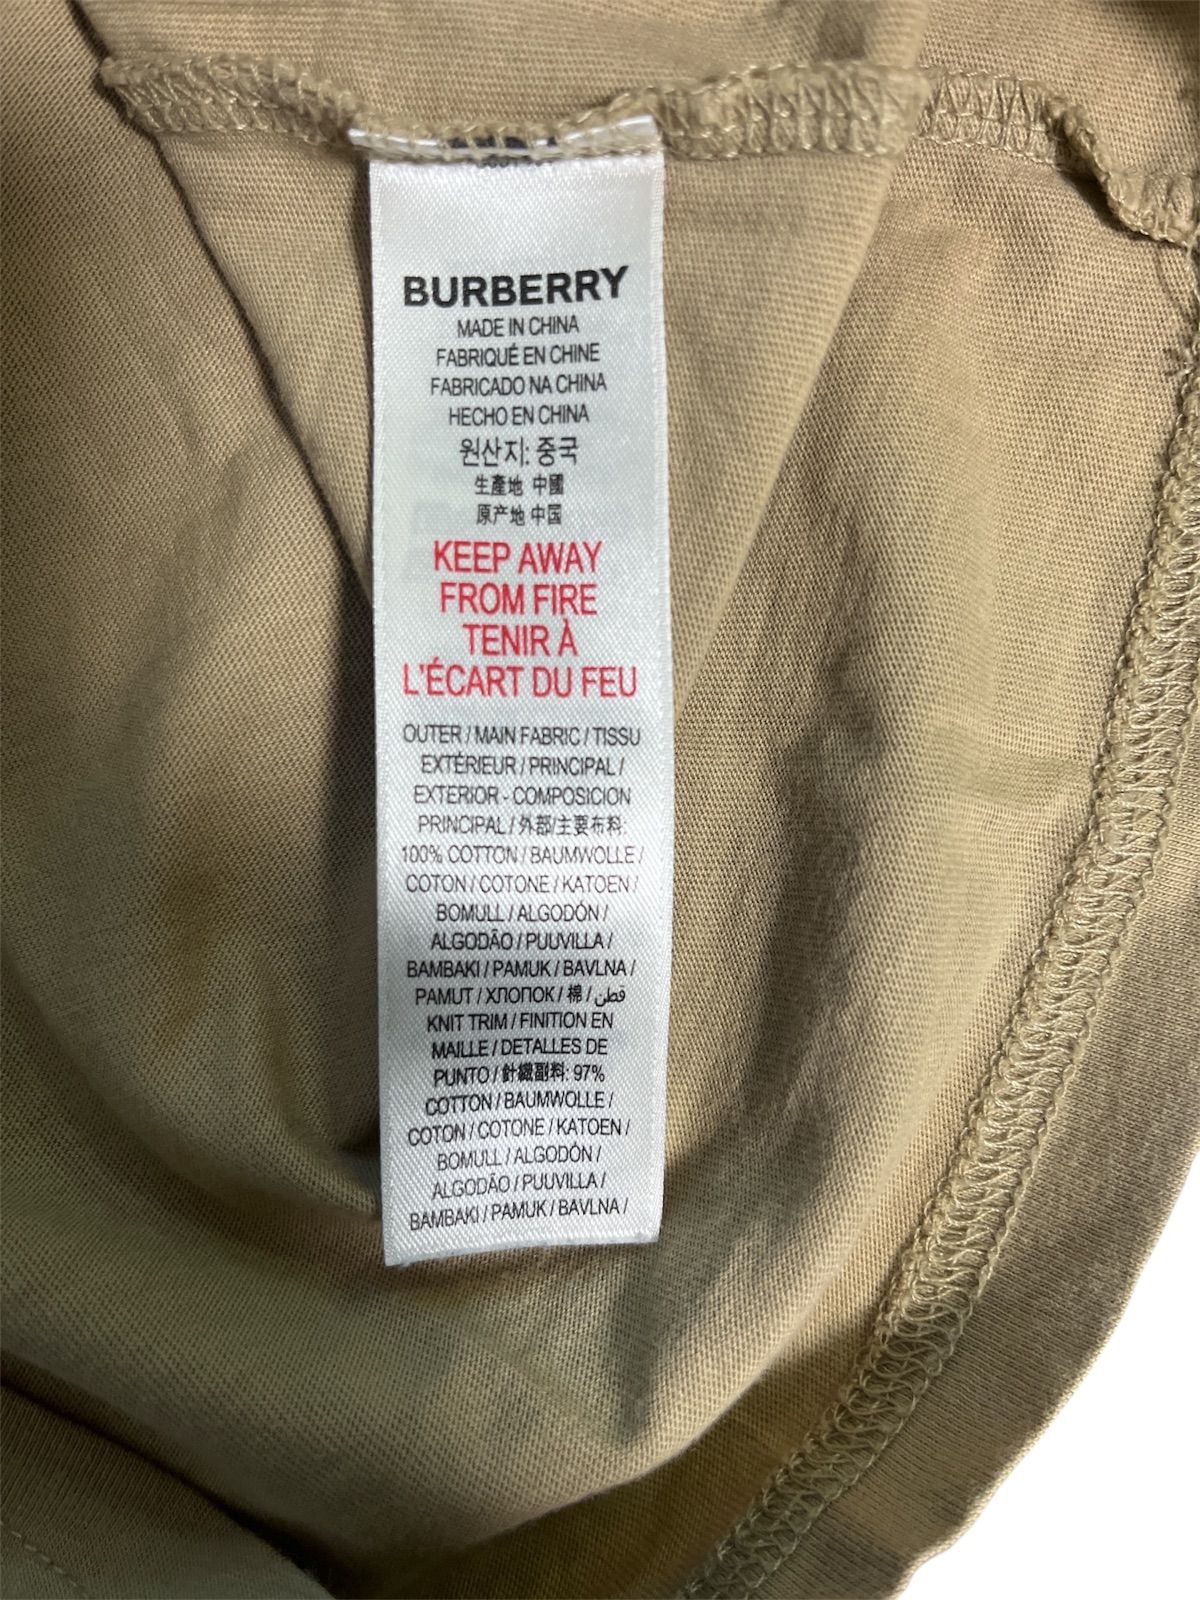 BURBERRY
MADE IN CHINA
FABRIQUÉ EN CHINE
FABRICADO NA CHINA
HECHO EN CHINA
원산지: 중국
生產地 中國
原产地 中国
KEEP AWAY
FROM FIRE
TENIR À
L'ÉCART DU FEU
OUTER / MAIN FABRIC / TISSU
EXTÉRIEUR / PRINCIPAL /
EXTERIOR - COMPOSICION
PRINCIPAL / 外部/主要布料:
100% COTTON / BAUMWOLLE /
COTON / COTONE / KATOEN /
BOMULL / ALGODÓN /
ALGODÃO / PUUVILLA /
BAMBAKI / PAMUK / BAVLNA /
PAMUT / ХЛОПОК / 棉 / قطن
KNIT TRIM / FINITION EN
MAILLE / DETALLES DE
PUNTO / 針織副料: 97%
COTTON / BAUMWOLLE /
COTON / COTONE / KATOEN /
BOMULL / ALGODÓN /
ALGODÃO / PUUVILLA /
BAMBAKI / PAMUK / BAVLNA /